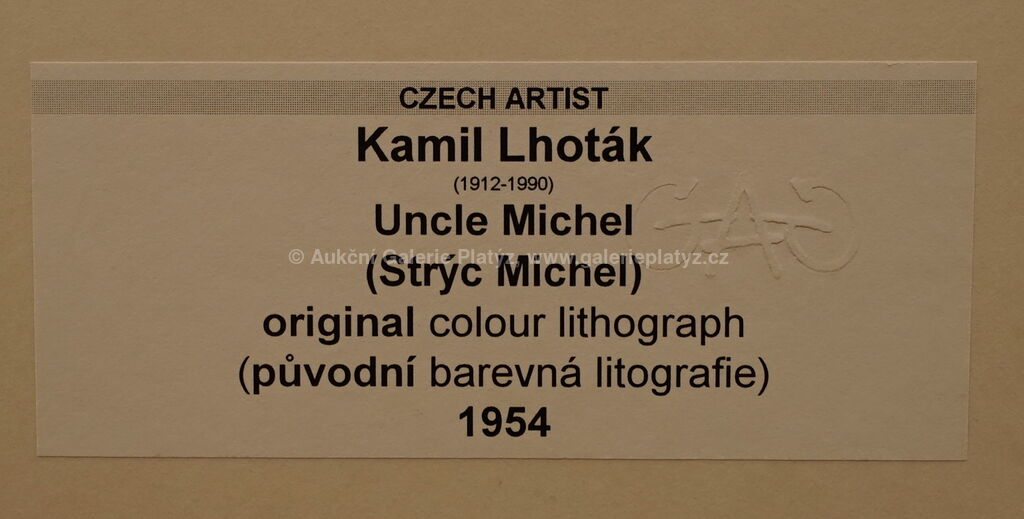 CZECH ARTIST
Kamil Lhoták
(1912-1990)
Uncle Michel
© Aukční Galerie Platýz, www.galerieplatyz.cz
(Strýc Michel)
original colour lithograph
(původní barevná litografie)
1954